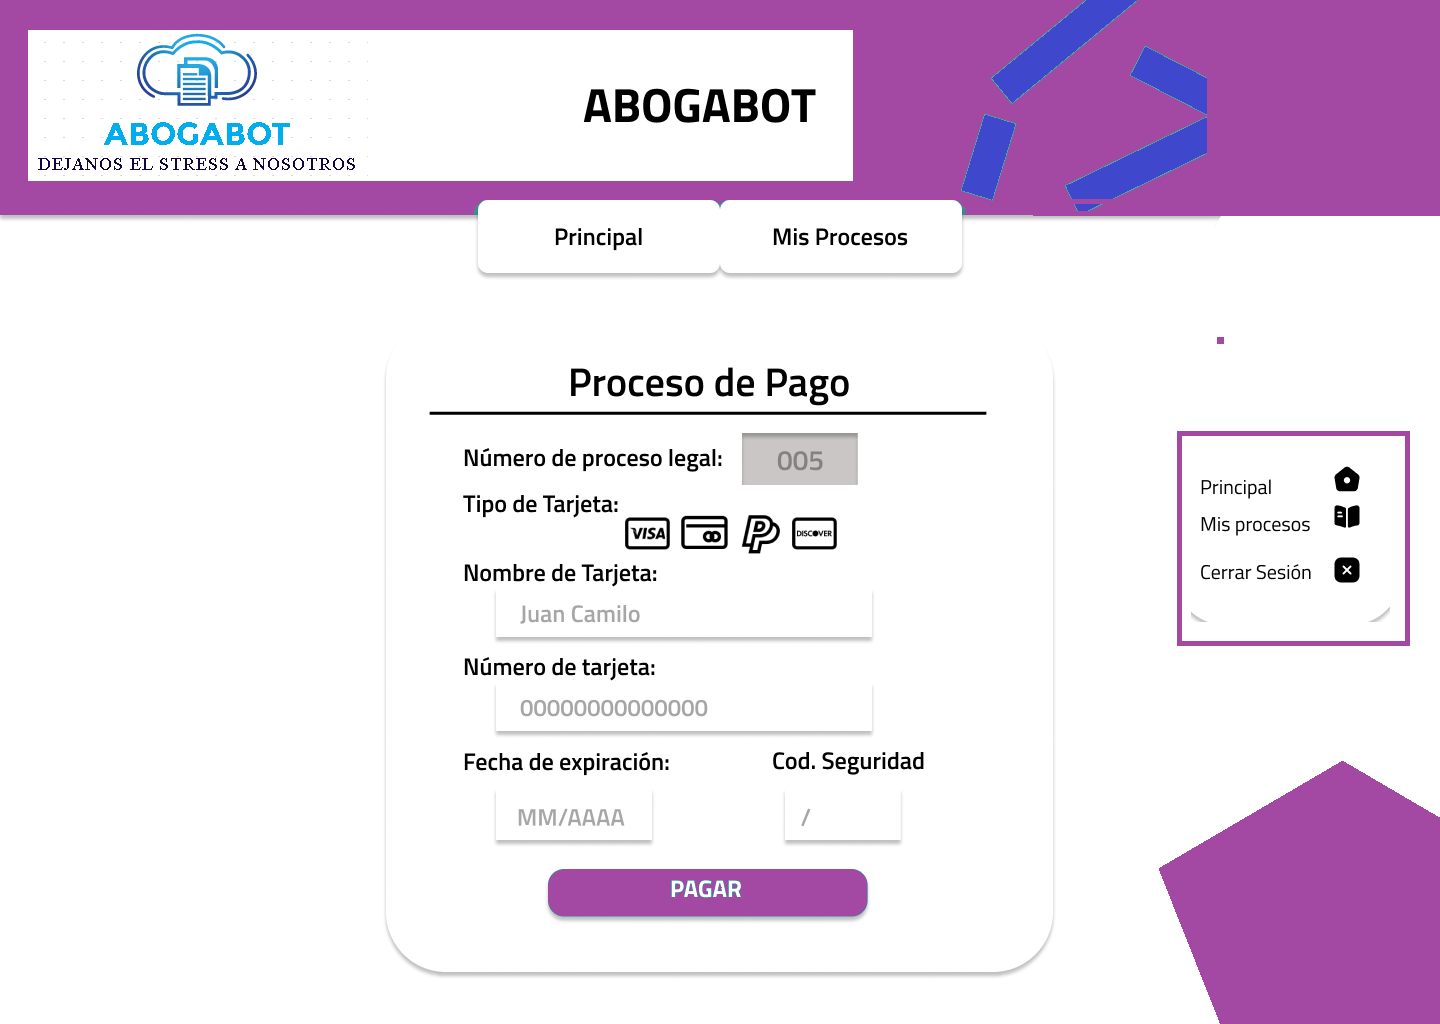 ABOGABOT
DEJANOS EL STRESS A NOSOTROS
ABOGABOT
Principal
Mis Procesos
Proceso de Pago
Número de proceso legal:
005
Tipo de Tarjeta:
VISA
DISCOVER
Nombre de Tarjeta:
Juan Camilo
Número de tarjeta:
00000000000000
Fecha de expiración:
Cod. Seguridad
MM/AAAA
/
PAGAR
Principal
Mis procesos
Cerrar Sesión